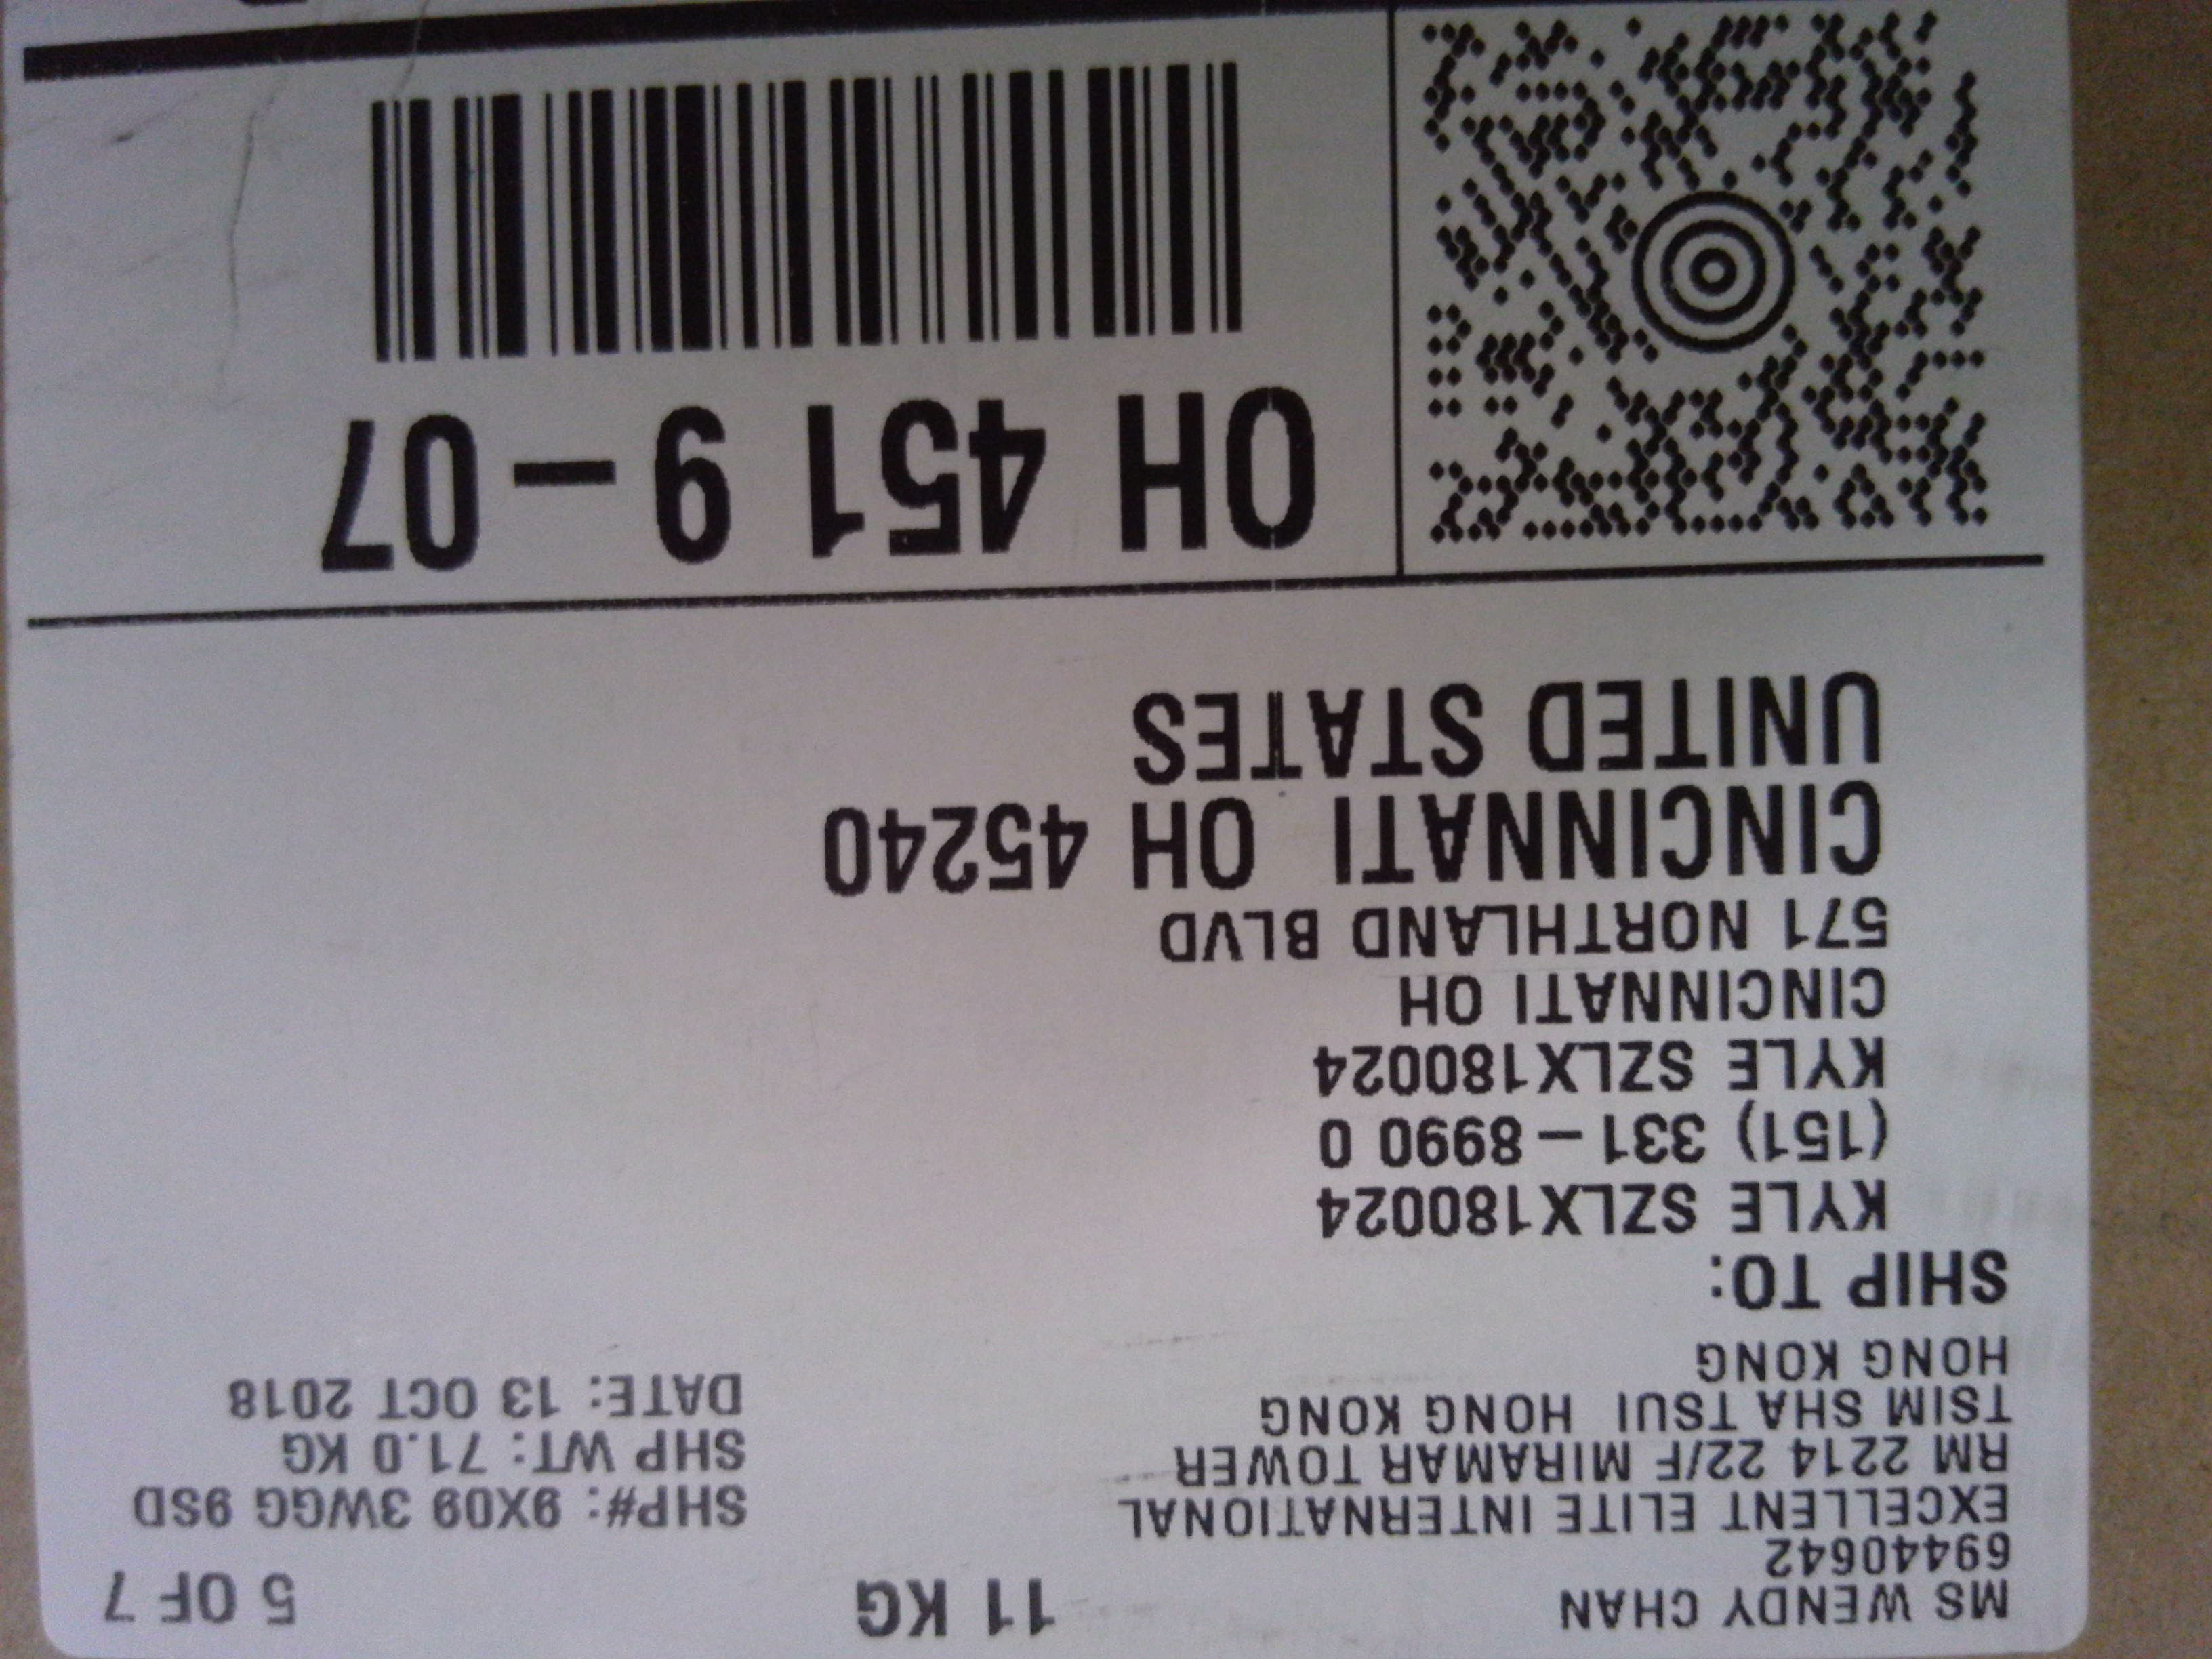 MS WENDY CHAN
69440642
EXCELLENT ELITE INTERNATIONAL
RM 2214 22/F MIRAMAR TOWER
TSIM SHA TSUI HONG KONG
HONG KONG
11 KG
5 OF 7
SHP#: 9X09 3WGG 9SD
SHP WT: 71.0 KG
DATE: 13 OCT 2018
SHIP TO:
KYLE SZLX180024
(151) 331-8990 0
KYLE SZLX180024
CINCINNATI OH
571 NORTHLAND BLVD
CINCINNATI OH 45240
UNITED STATES
OH 451 9-07